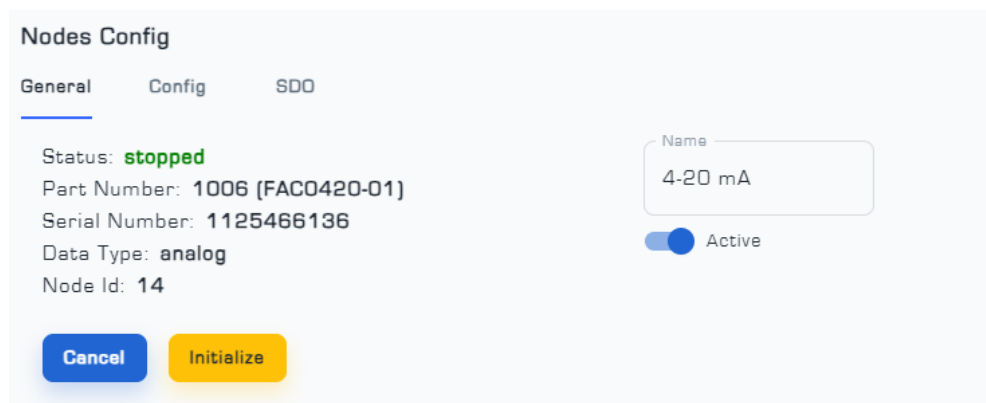 Nodes Config
General Config SDO
Status: stopped
Part Number: 1006 (FAC0420-01)
Serial Number: 1125466136
Data Type: analog
Node Id: 14
Name
4-20 mA
Active
Cancel Initialize